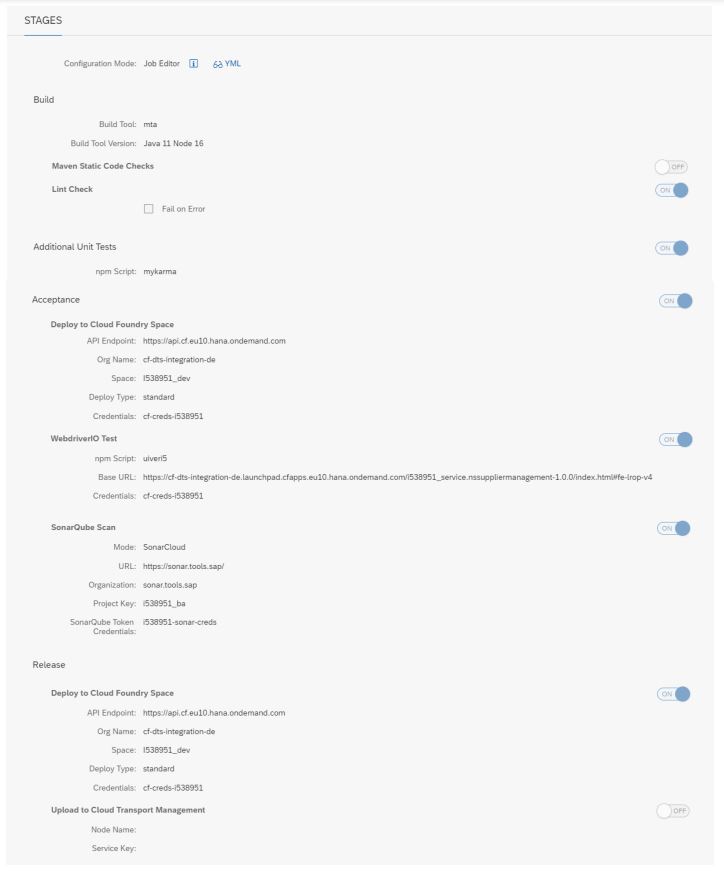 STAGES
Configuration Mode: Job Editor i YML
Build
Build Tool: mta
Build Tool Version: Java 11 Node 16
Maven Static Code Checks OFF
Lint Check ON
Fail on Error
Additional Unit Tests ON
npm Script: mykarma
Acceptance ON
Deploy to Cloud Foundry Space
API Endpoint: https://api.cf.eu10.hana.ondemand.com
Org Name: cf-dts-integration-de
Space: I538951_dev
Deploy Type: standard
Credentials: cf-creds-i538951
WebdriverIO Test ON
npm Script: uiveri5
Base URL: https://cf-dts-integration-de.launchpad.cfapps.eu10.hana.ondemand.com/i538951_service.nssuppliermanagement-1.0.0/index.html#fe-lrop-v4
Credentials: cf-creds-i538951
SonarQube Scan ON
Mode: SonarCloud
URL: https://sonar.tools.sap/
Organization: sonar.tools.sap
Project Key: i538951_ba
SonarQube Token i538951-sonar-creds
Credentials:
Release
Deploy to Cloud Foundry Space ON
API Endpoint: https://api.cf.eu10.hana.ondemand.com
Org Name: cf-dts-integration-de
Space: I538951_dev
Deploy Type: standard
Credentials: cf-creds-i538951
Upload to Cloud Transport Management OFF
Node Name:
Service Key: